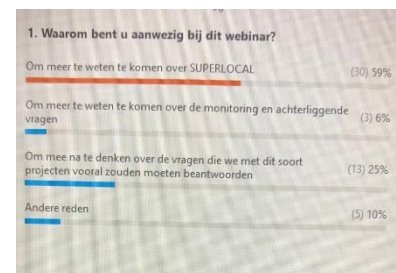 1. Waarom bent u aanwezig bij dit webinar?
Om meer te weten te komen over SUPERLOCAL
(30) 59%
Om meer te weten te komen over de monitoring en achterliggende
vragen
(3) 6%
Om mee na te denken over de vragen die we met dit soort
projecten vooral zouden moeten beantwoorden
(13) 25%
Andere reden
(5) 10%